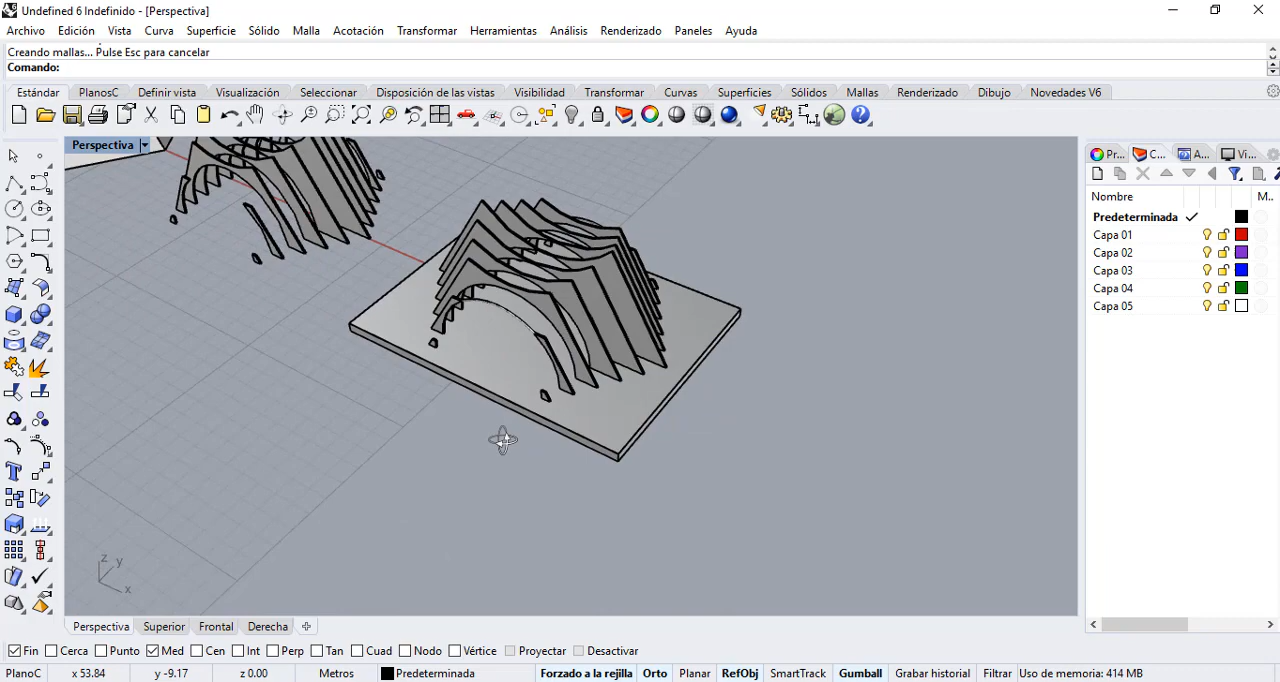 Undefined 6 Indefinido - [Perspectiva]
Archivo Edición Vista Curva Superficie Sólido Malla Acotación Transformar Herramientas Análisis Renderizado Paneles Ayuda
Creando mallas... Pulse Esc para cancelar
Comando:
Estándar PlanosC Definir vista Visualización Seleccionar Disposición de las vistas Visibilidad Transformar Curvas Superficies Sólidos Mallas Renderizado Dibujo Novedades V6
Perspectiva
Pr... C... A... Vi...
Nombre M..
Predeterminada
Capa 01
Capa 02
Capa 03
Capa 04
Capa 05
z y x
Perspectiva Superior Frontal Derecha
Fin Cerca Punto Med Cen Int Perp Tan Cuad Nodo Vértice Proyectar Desactivar
PlanoC x 53.84 y -9.17 z 0.00 Metros Predeterminada Forzado a la rejilla Orto Planar RefObj SmartTrack Gumball Grabar historial Filtrar Uso de memoria: 414 MB